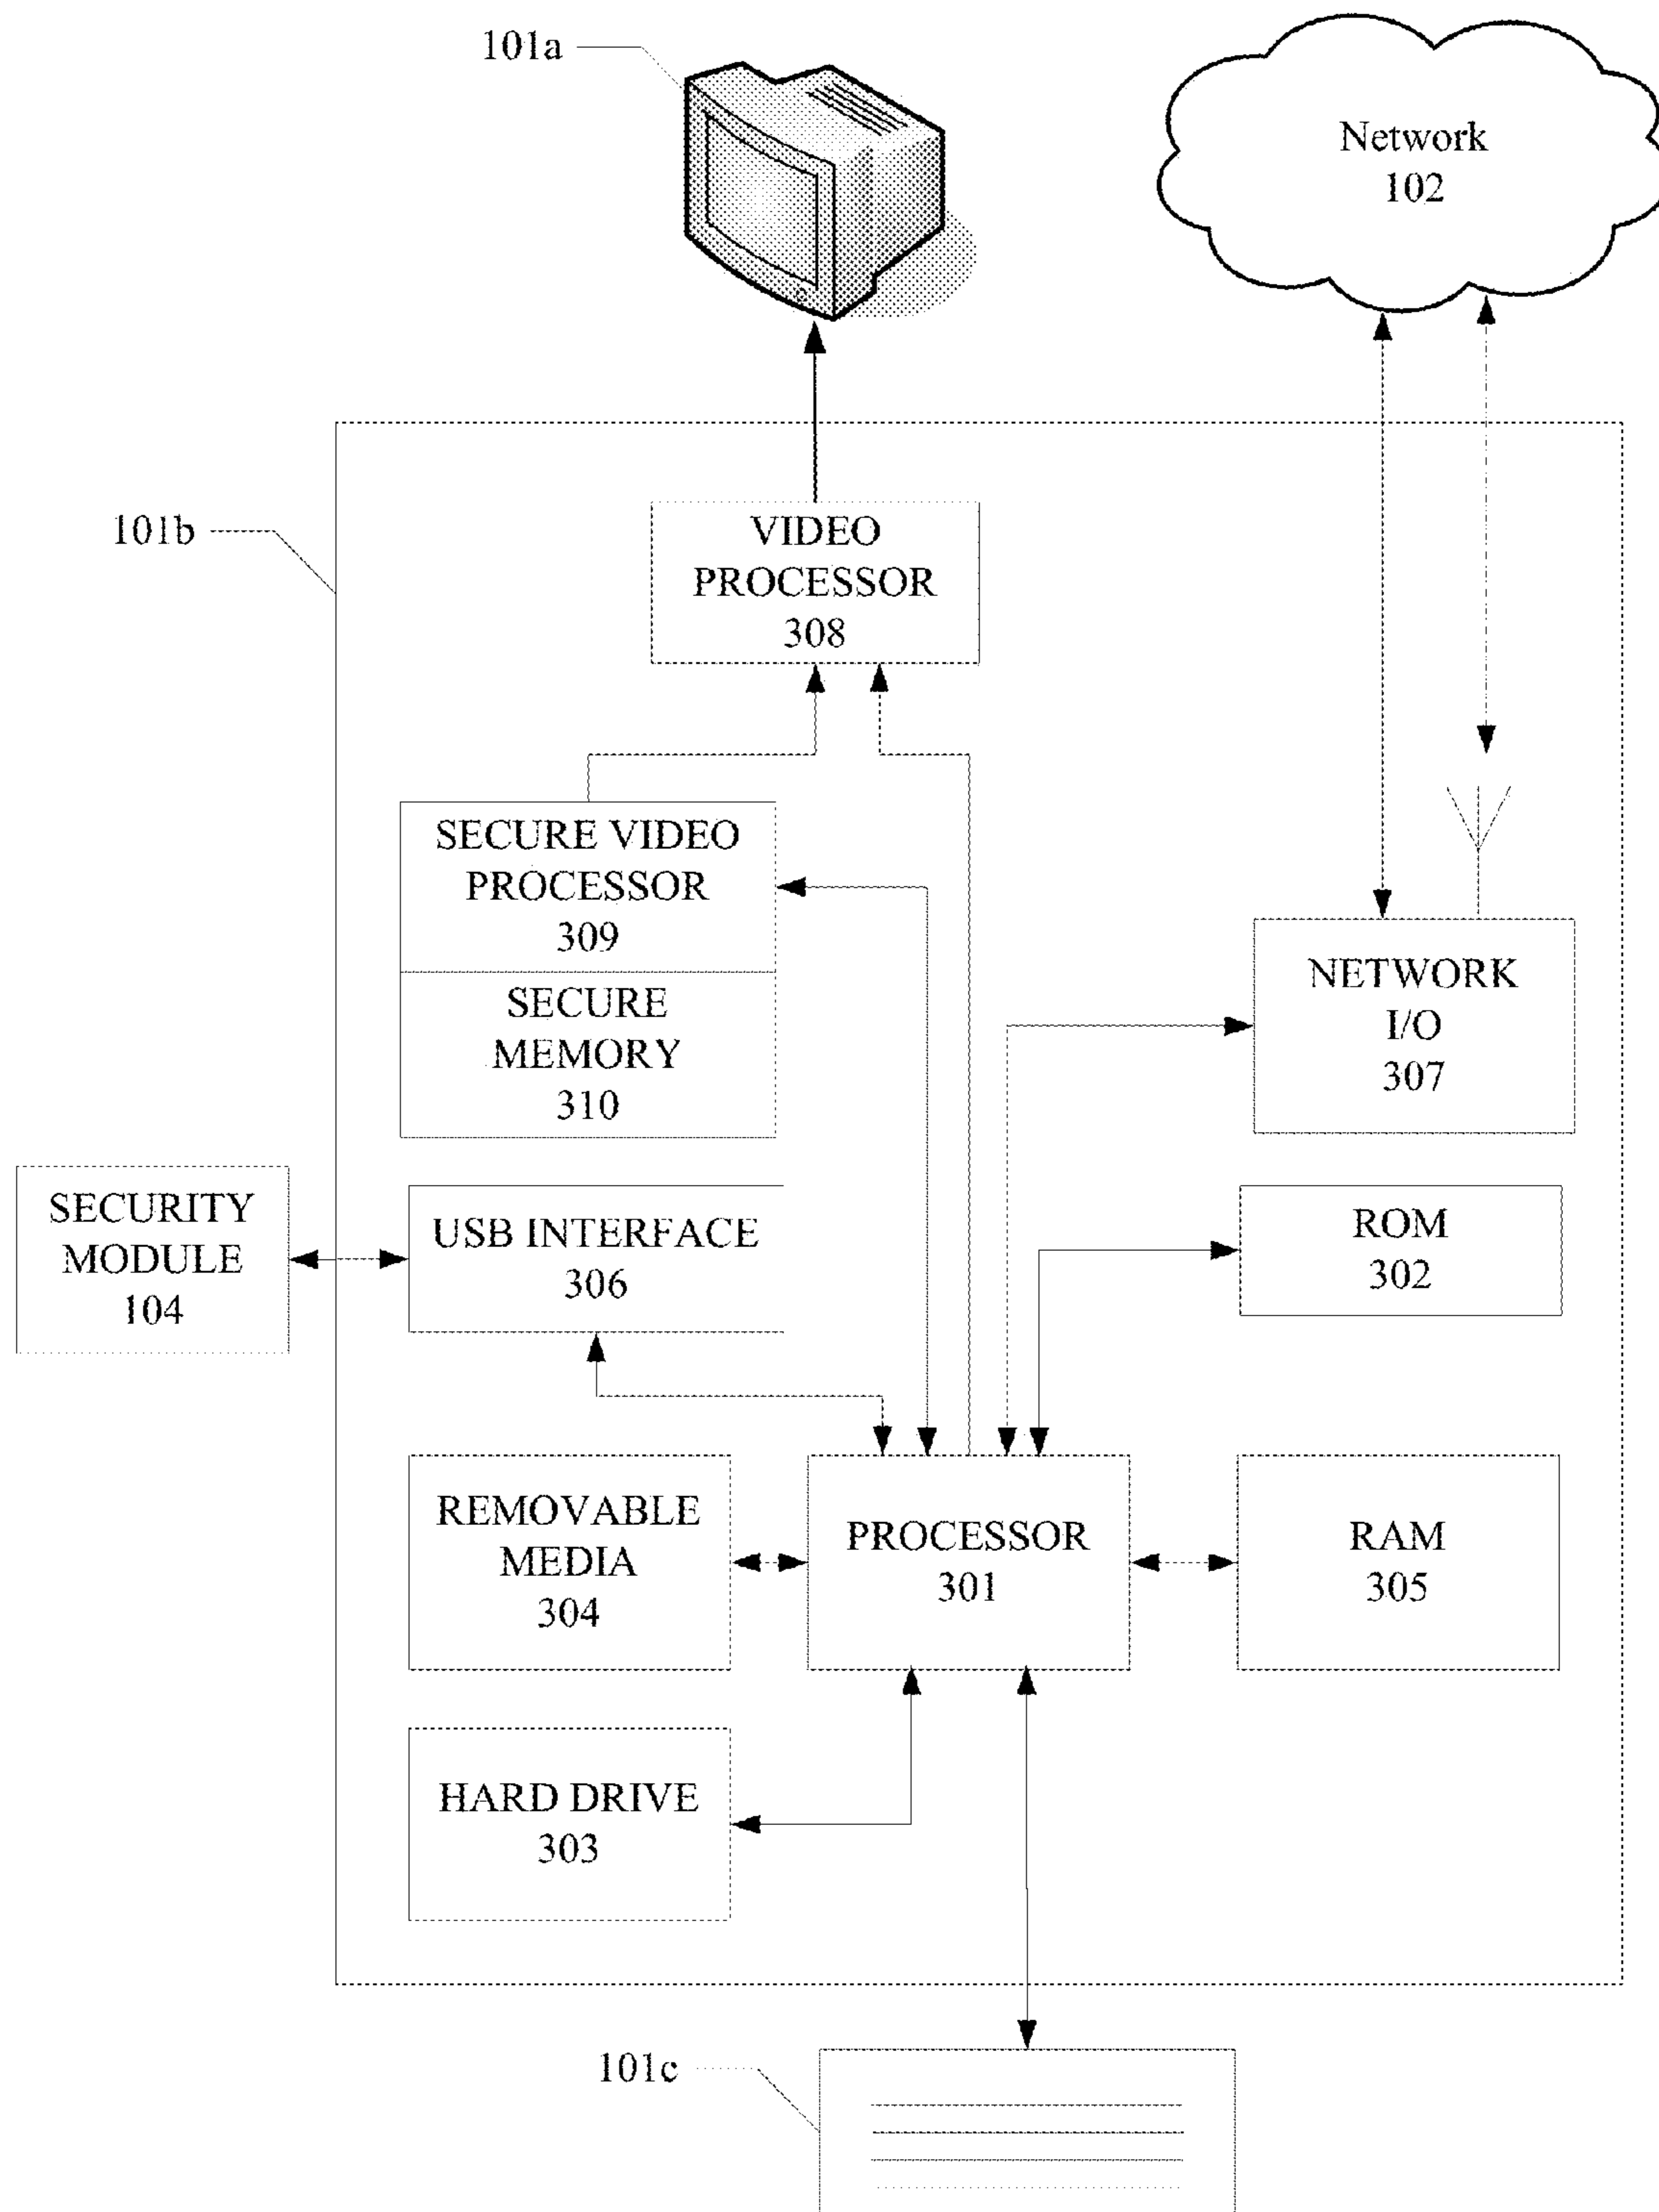 101a
Network
102
101b
VIDEO
PROCESSOR
308
SECURE VIDEO
PROCESSOR
309
SECURE
MEMORY
310
NETWORK
I/O
307
SECURITY
MODULE
104
USB INTERFACE
306
ROM
302
REMOVABLE
MEDIA
304
PROCESSOR
301
RAM
305
HARD DRIVE
303
101c